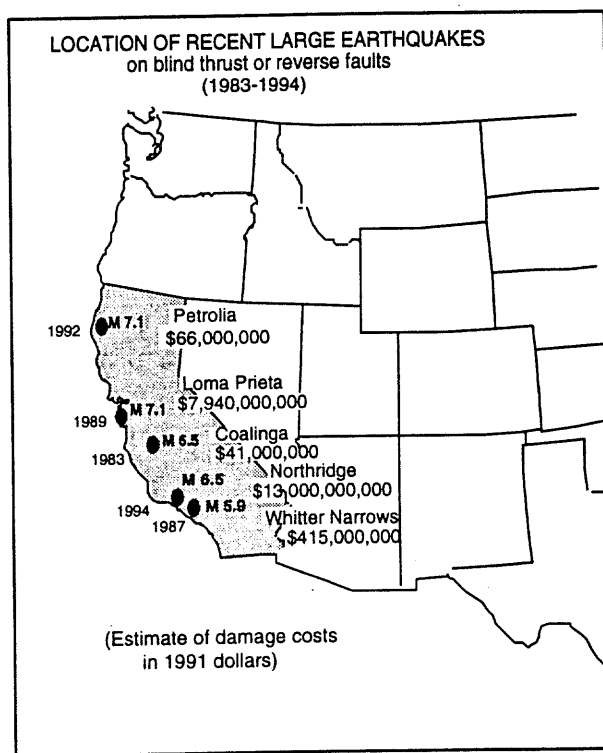 LOCATION OF RECENT LARGE EARTHQUAKES
on blind thrust or reverse faults
(1983-1994)
1992 M 7.1 Petrolia
$66,000,000
Loma Prieta
1989 M 7.1 $7,940,000,000
1983 M 6.5 Coalinga
$41,000,000
1994 M 6.5 Northridge
$13,000,000,000
1987 M 5.9 Whitter Narrows
$415,000,000
(Estimate of damage costs
in 1991 dollars)